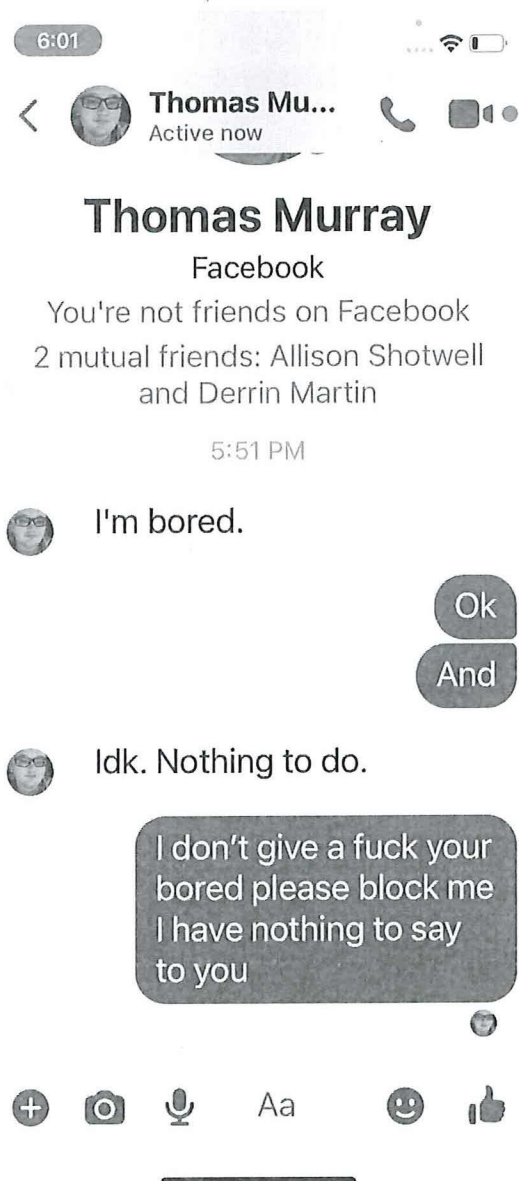 6:01
Thomas Mu...
Active now
Thomas Murray
Facebook
You're not friends on Facebook
2 mutual friends: Allison Shotwell
and Derrin Martin
5:51 PM
I'm bored.
Ok
And
Idk. Nothing to do.
I don't give a fuck your
bored please block me
I have nothing to say
to you
Aa